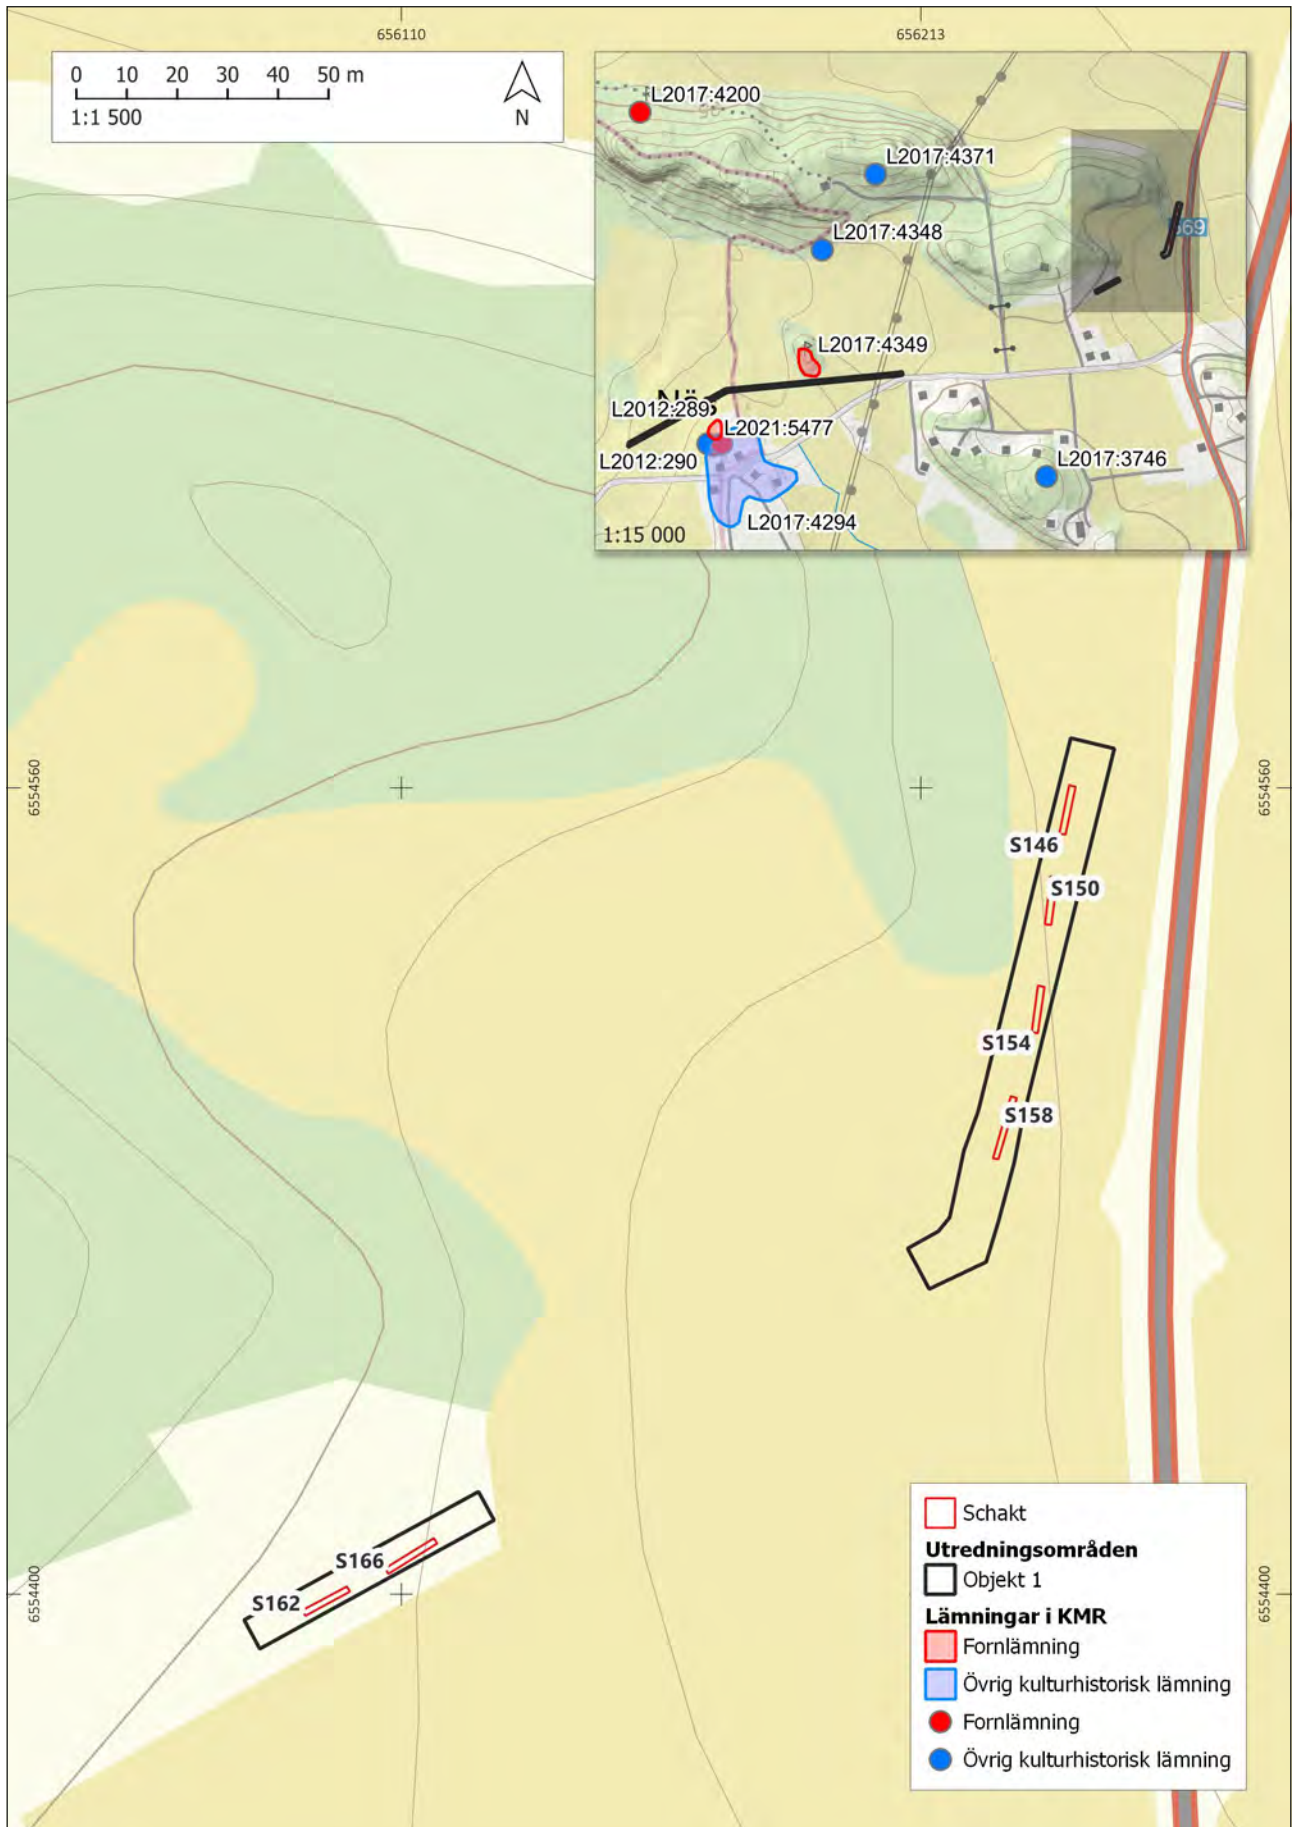 656110
656213
0 10 20 30 40 50 m
1:1 500
N
L2017:4200
L2017:4371
L2017:4348
569
L2017:4349
L2012:289
L2021:5477
L2012:290
L2017:3746
L2017:4294
1:15 000
6554560
6554560
S146
S150
S154
S158
S166
S162
6554400
6554400
Schakt
Utredningsområden
Objekt 1
Lämningar i KMR
Fornlämning
Övrig kulturhistorisk lämning
Fornlämning
Övrig kulturhistorisk lämning